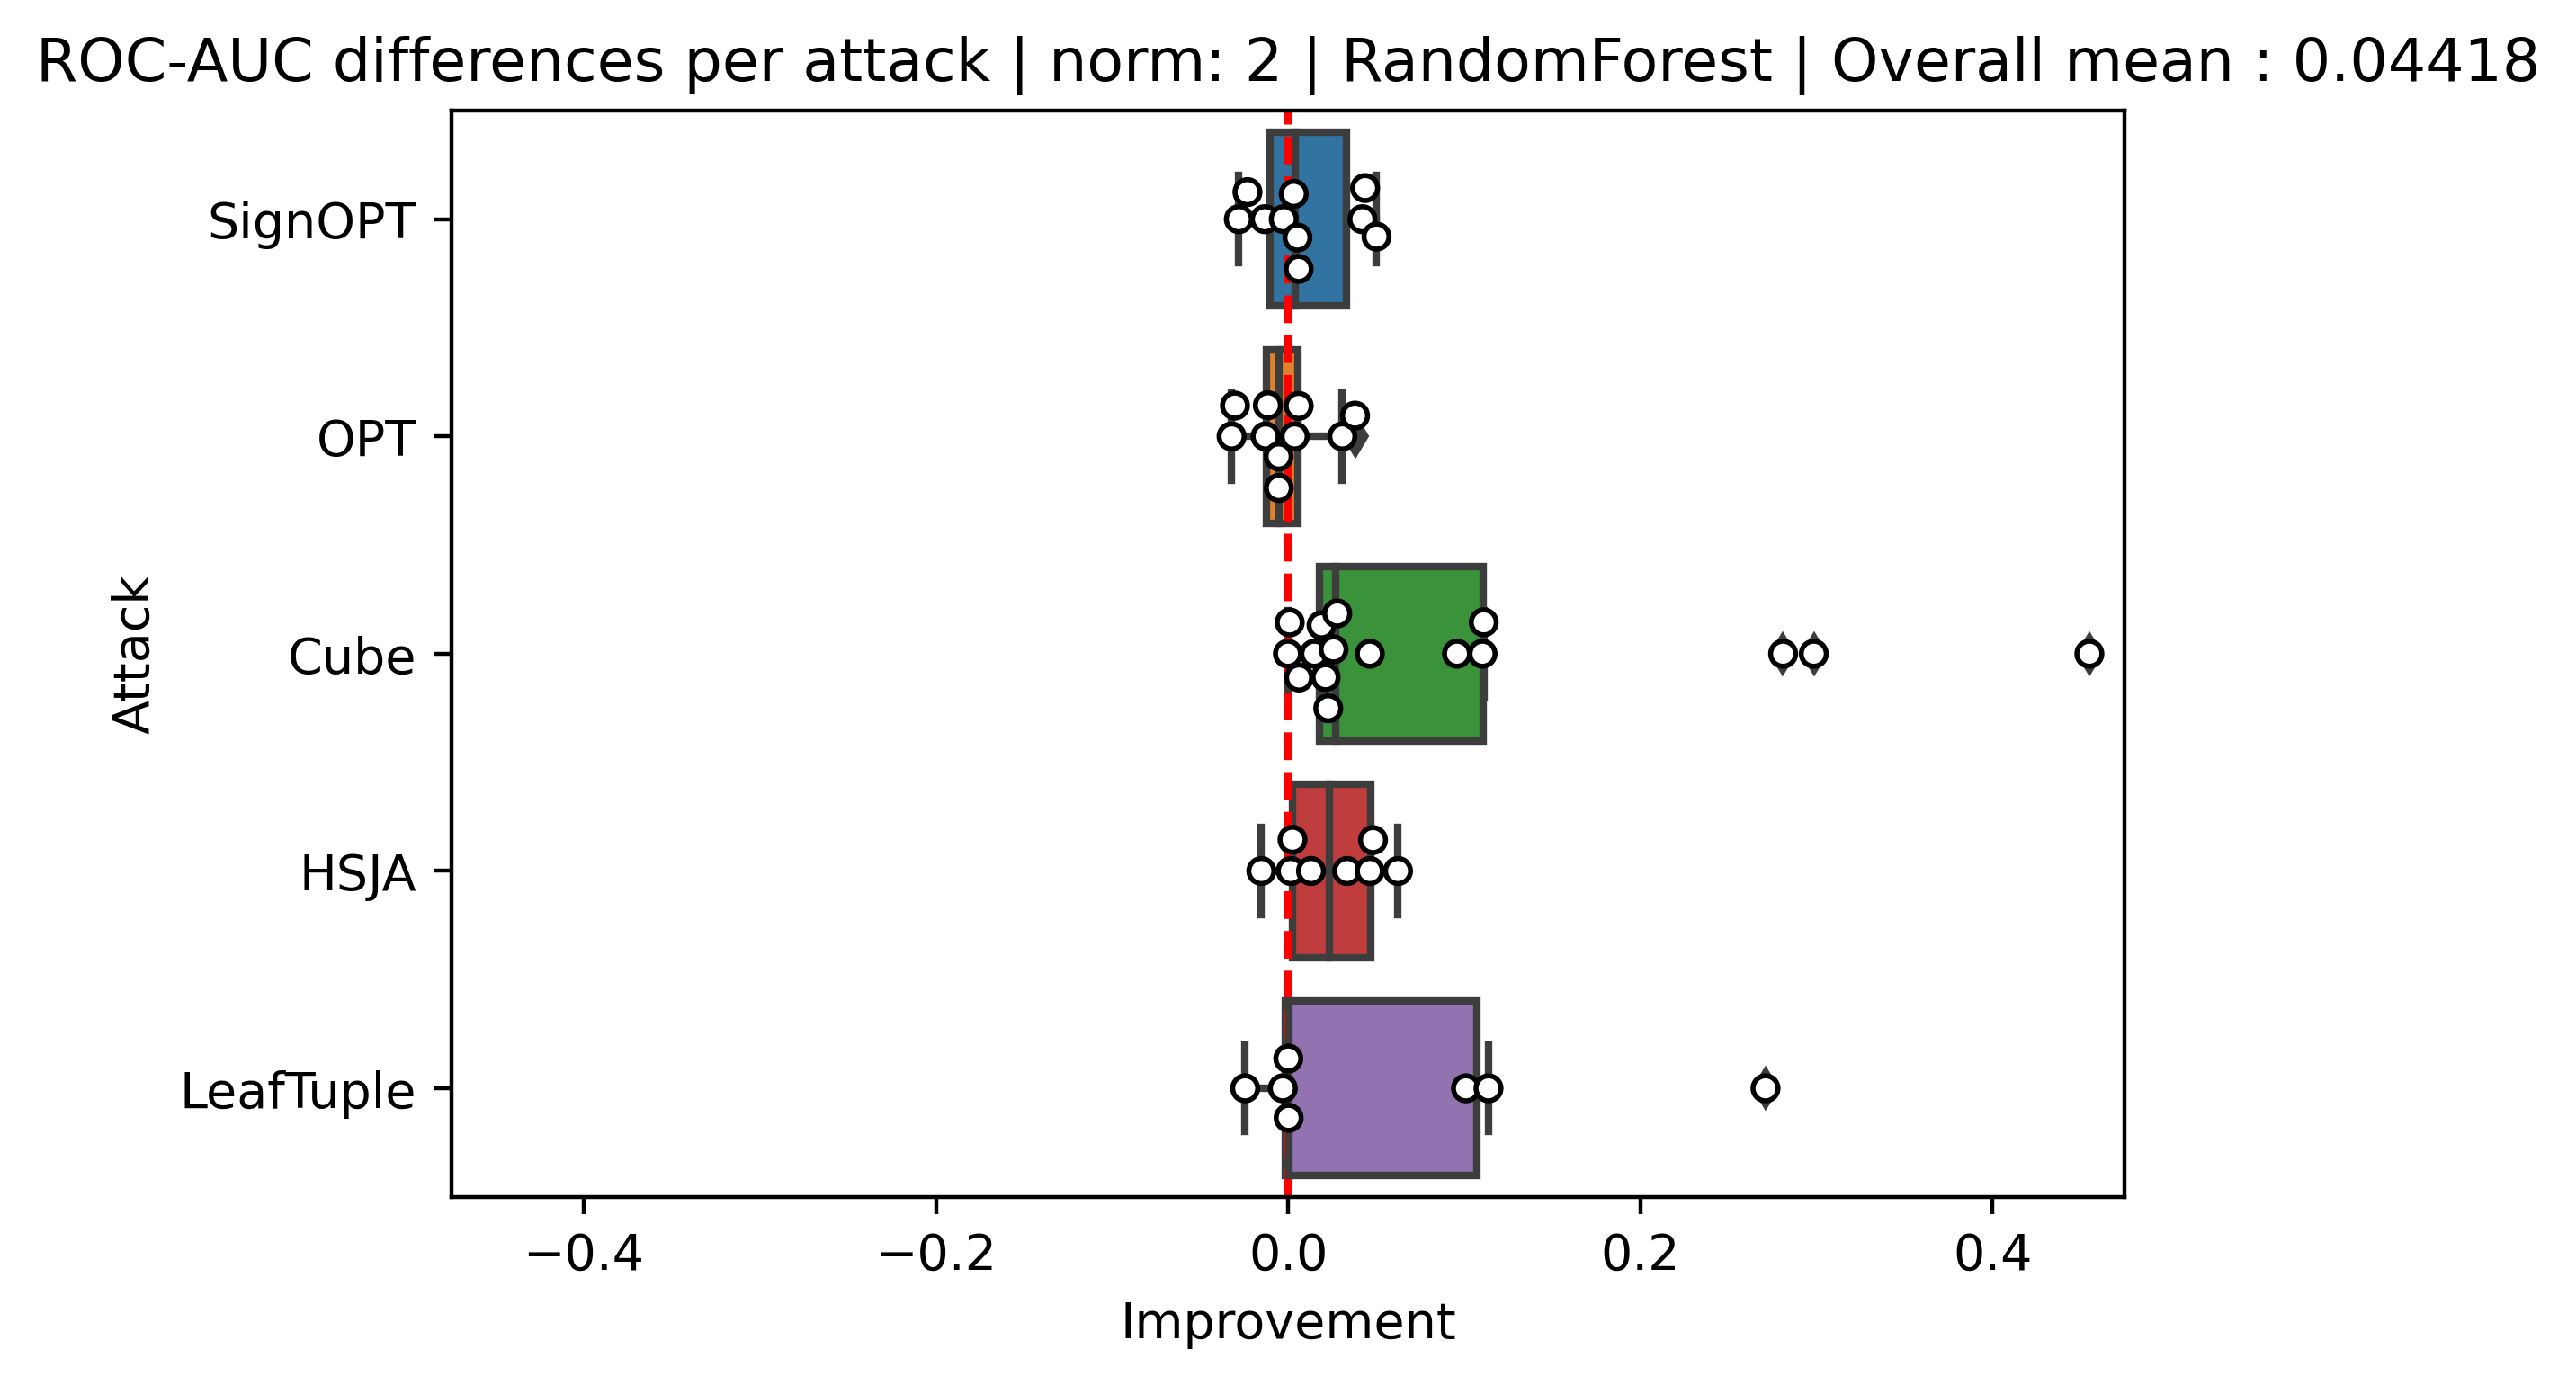 ROC-AUC differences per attack | norm: 2 | RandomForest | Overall mean : 0.04418
SignOPT
OPT
Cube
HSJA
LeafTuple
Attack
−0.4 −0.2 0.0 0.2 0.4
Improvement